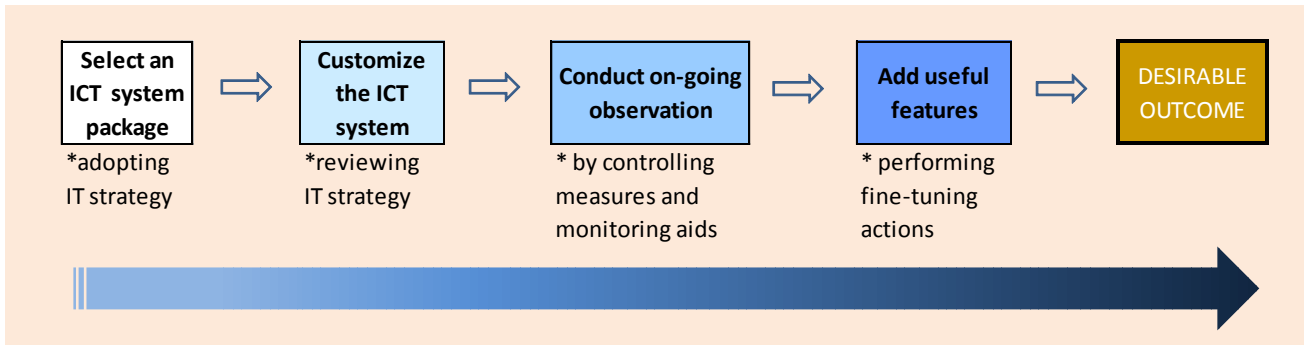 Select an
ICT system
package
*adopting
IT strategy
Customize
the ICT
system
*reviewing
IT strategy
Conduct on-going
observation
* by controlling
measures and
monitoring aids
Add useful
features
* performing
fine-tuning
actions
DESIRABLE
OUTCOME